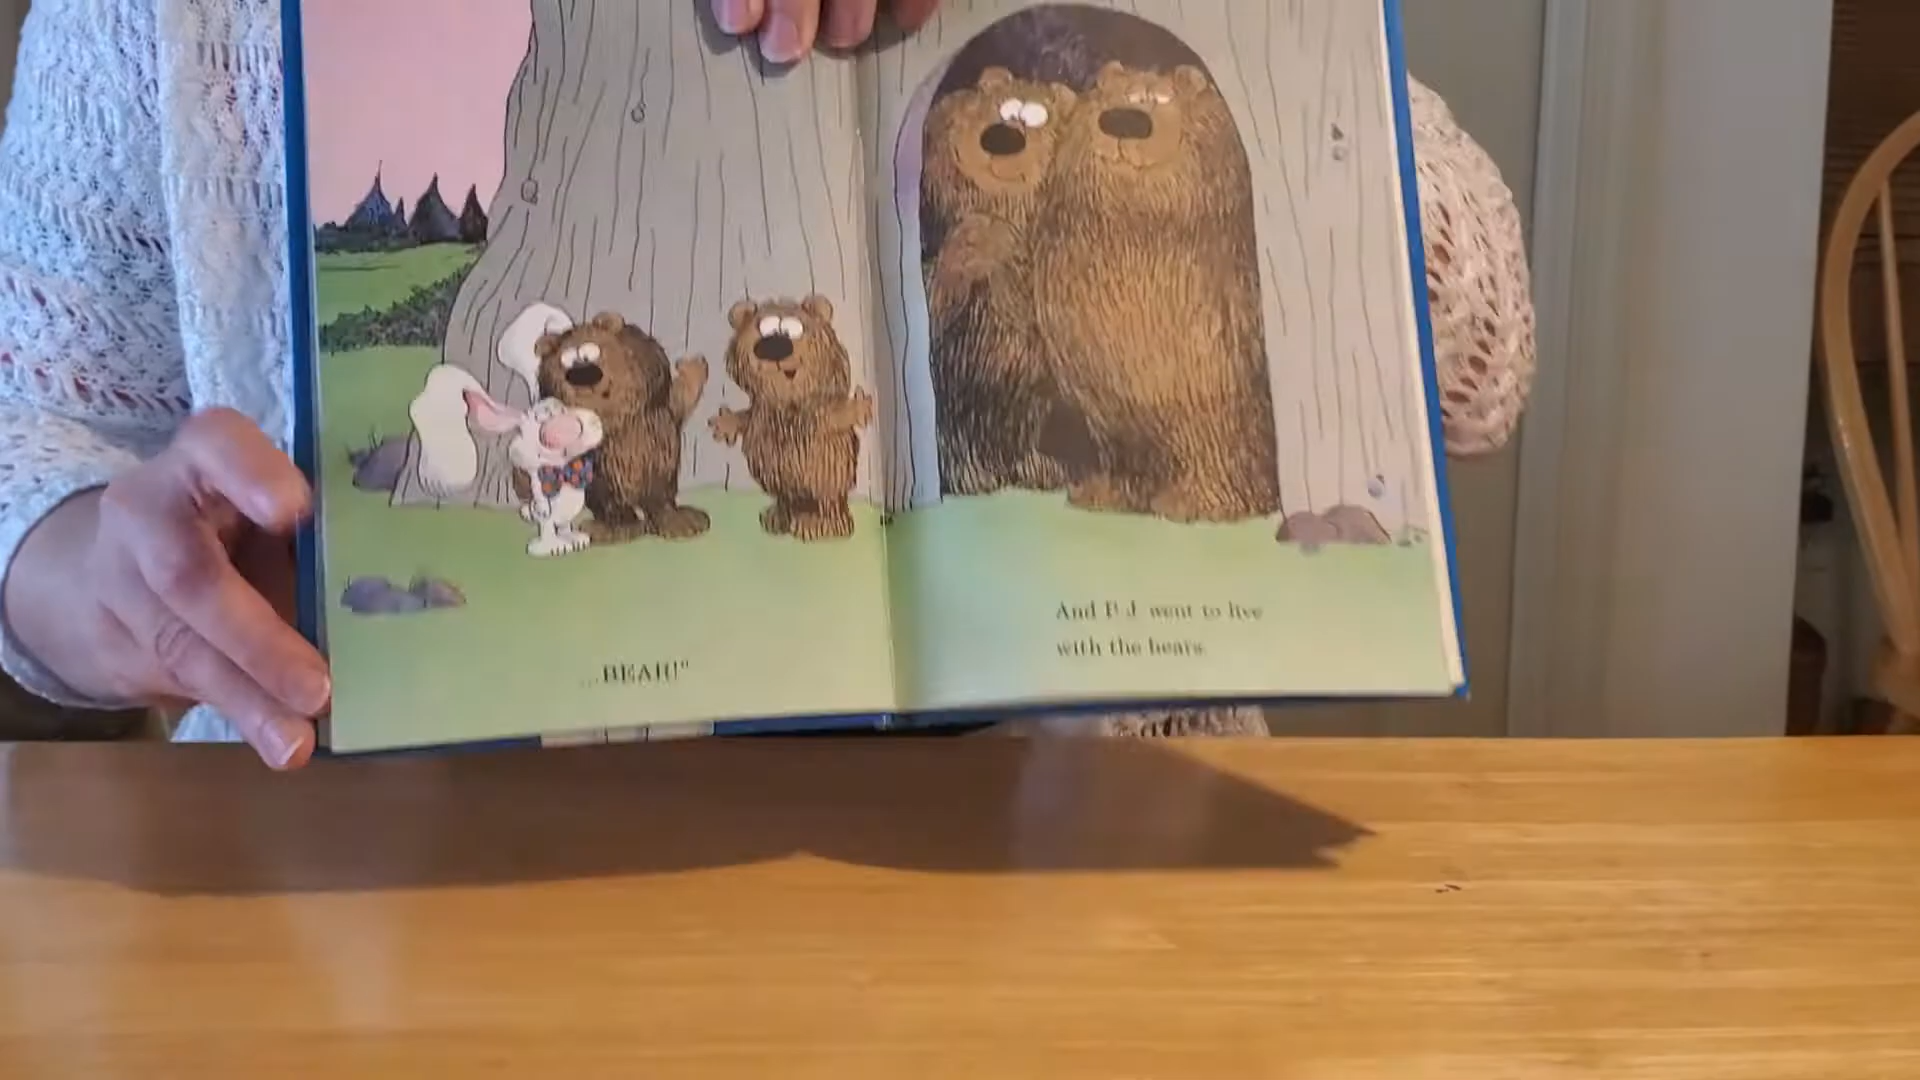 ...BEAR!"
And P.J. went to live
with the bears.